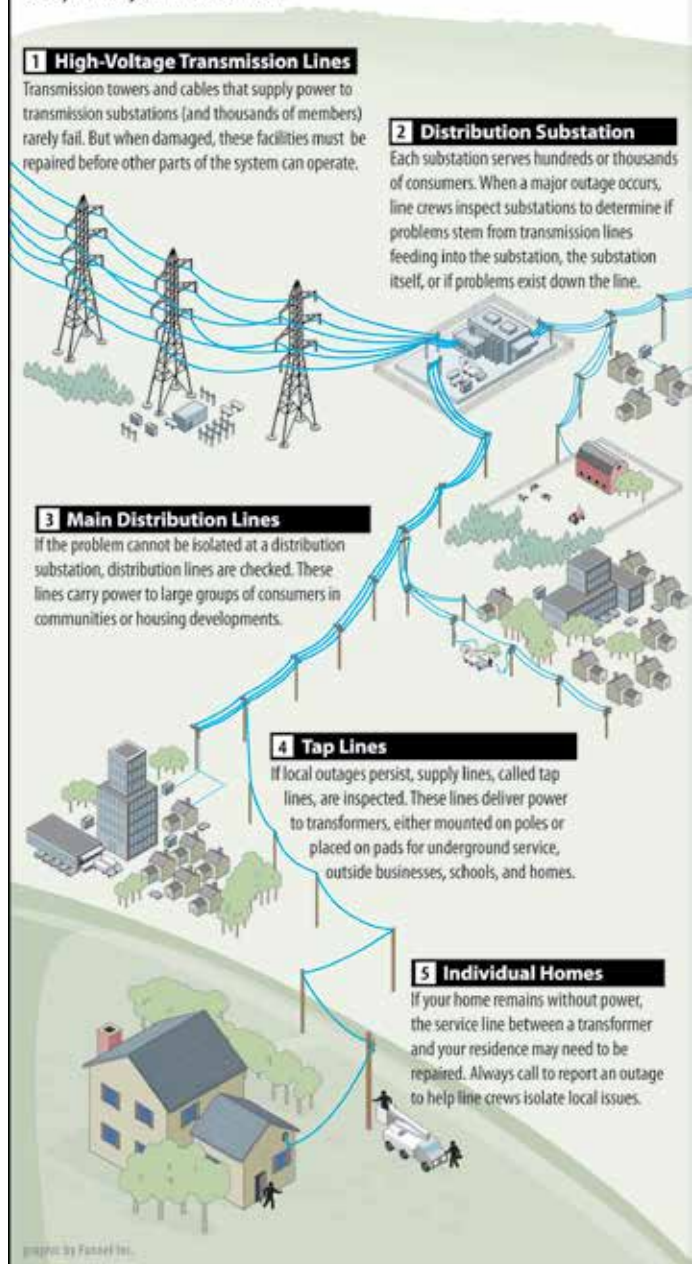 1 High-Voltage Transmission Lines
Transmission towers and cables that supply power to
transmission substations (and thousands of members)
rarely fail. But when damaged, these facilities must be
repaired before other parts of the system can operate.
2 Distribution Substation
Each substation serves hundreds or thousands
of consumers. When a major outage occurs,
line crews inspect substations to determine if
problems stem from transmission lines
feeding into the substation, the substation
itself, or if problems exist down the line.
3 Main Distribution Lines
If the problem cannot be isolated at a distribution
substation, distribution lines are checked. These
lines carry power to large groups of consumers in
communities or housing developments.
4 Tap Lines
If local outages persist, supply lines, called tap
lines, are inspected. These lines deliver power
to transformers, either mounted on poles or
placed on pads for underground service,
outside businesses, schools, and homes.
5 Individual Homes
If your home remains without power,
the service line between a transformer
and your residence may need to be
repaired. Always call to report an outage
to help line crews isolate local issues.
graphic by Funnel Inc.